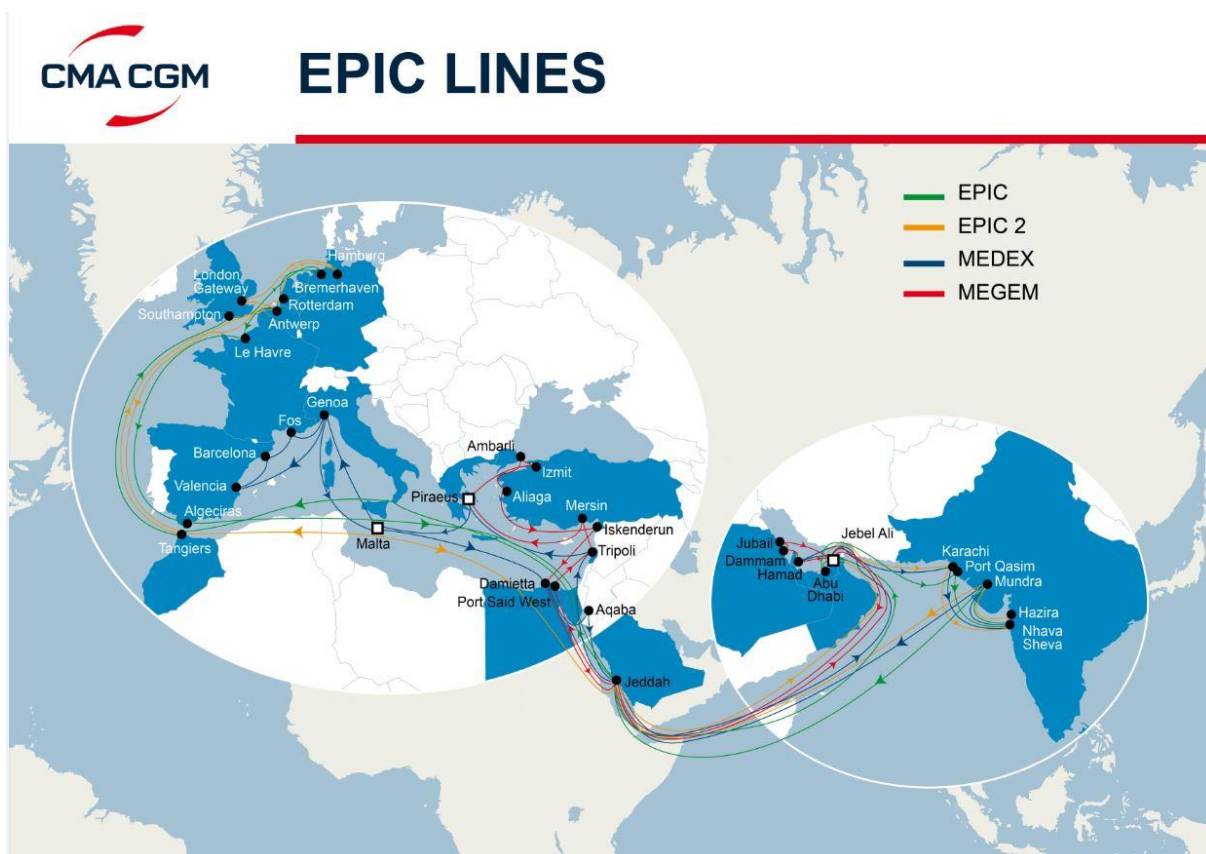 CMA CGM
EPIC LINES
EPIC
EPIC 2
MEDEX
MEGEM
Hamburg
London
Gateway
Bremerhaven
Rotterdam
Southampton
Antwerp
Le Havre
Genoa
Fos
Barcelona
Ambarli
Izmit
Valencia
Piraeus
Aliaga
Mersin
Algeciras
Iskenderun
Tangiers
Malta
Tripoli
Damietta
Port Said West
Aqaba
Jeddah
Jebel Ali
Jubail
Dammam
Hamad
Abu
Dhabi
Karachi
Port Qasim
Mundra
Hazira
Nhava
Sheva